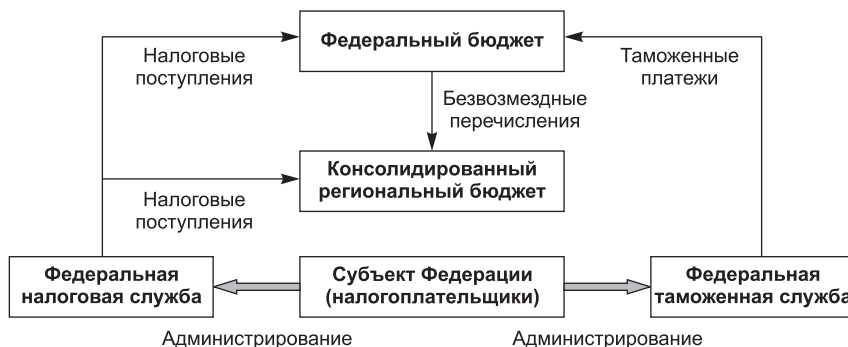 Федеральный бюджет
Налоговые
поступления
Таможенные
платежи
Безвозмездные
перечисления
Консолидированный
региональный бюджет
Налоговые
поступления
Федеральная
налоговая служба
Субъект Федерации
(налогоплательщики)
Федеральная
таможенная служба
Администрирование
Администрирование